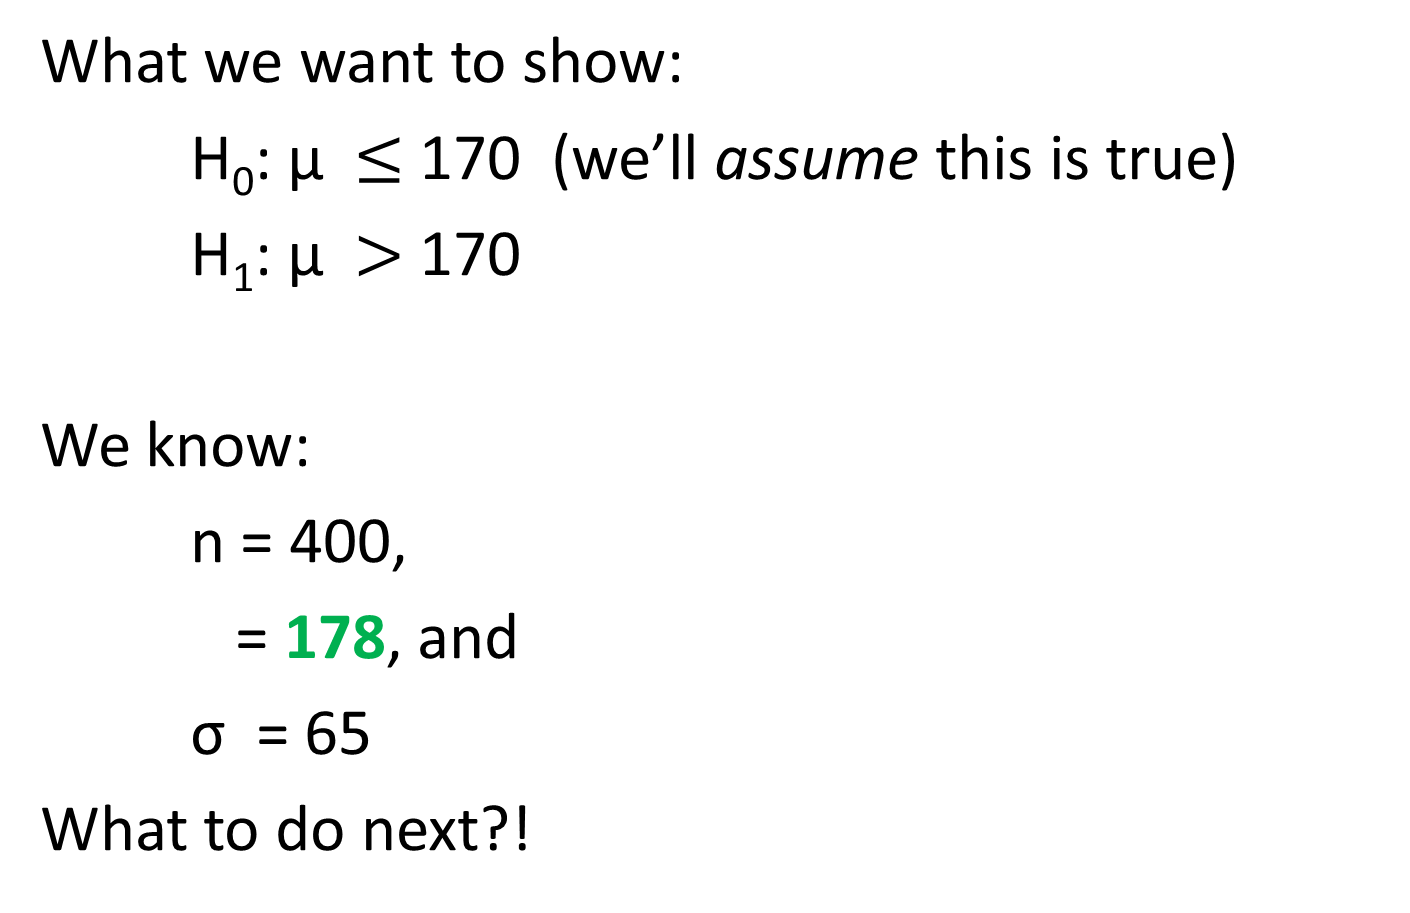 What we want to show:
H₀: μ ≤ 170 (we’ll assume this is true)
H₁: μ > 170
We know:
n = 400,
= 178, and
σ = 65
What to do next?!